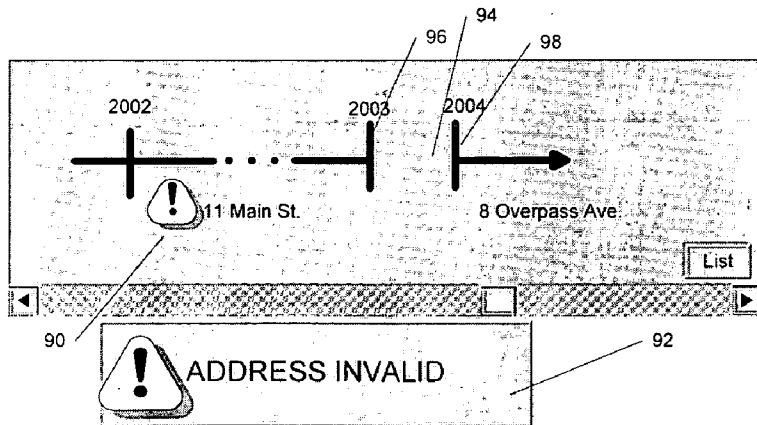 94
96
98
2002
2003
2004
11 Main St.
8 Overpass Ave.
List
90
92
ADDRESS INVALID